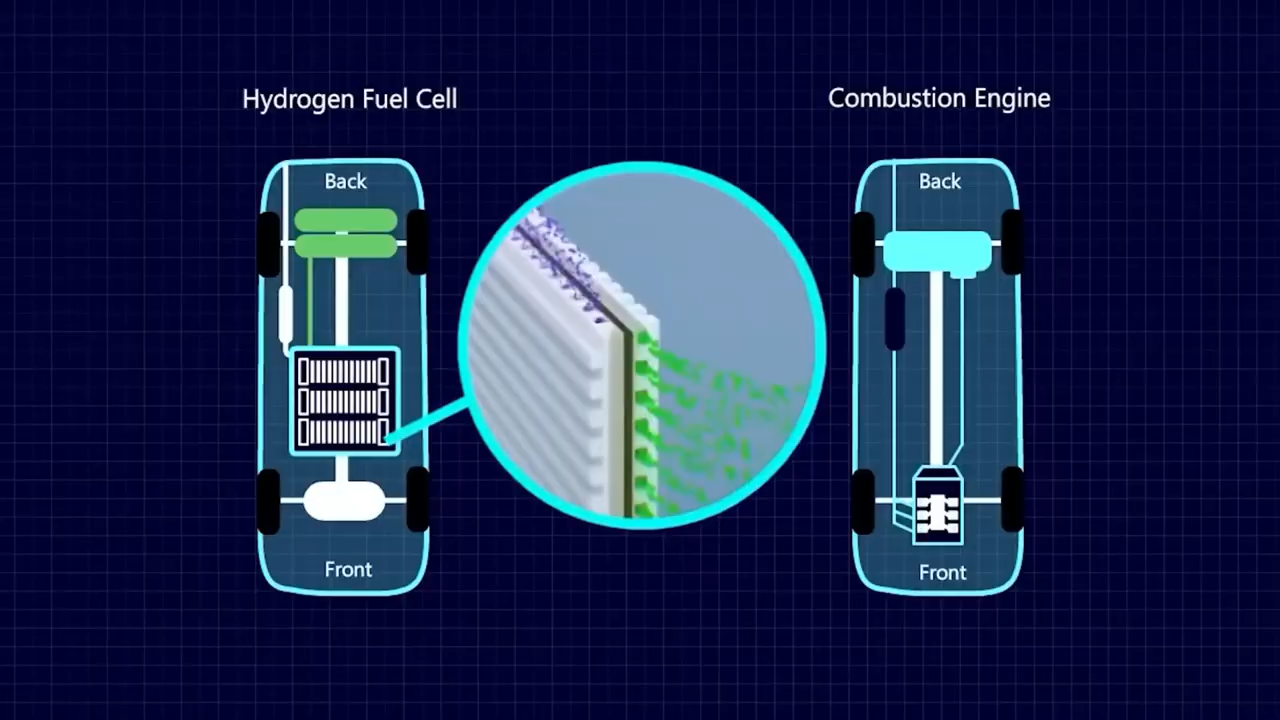 Hydrogen Fuel Cell
Combustion Engine
Back
Back
Front
Front